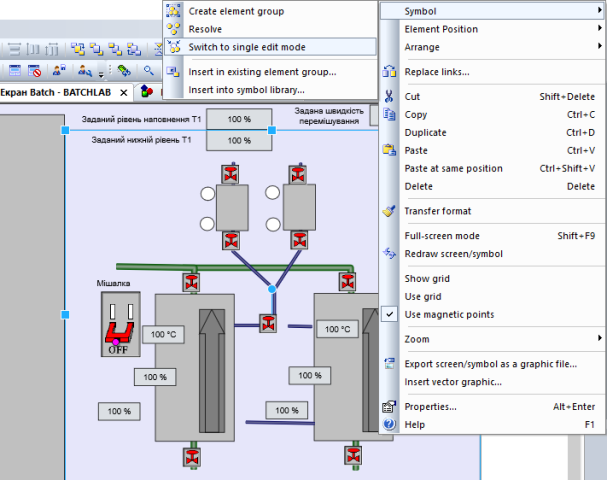 Create element group
Resolve
Switch to single edit mode
Insert in existing element group...
Insert into symbol library...
Symbol
Element Position
Arrange
Replace links...
Cut Shift+Delete
Copy Ctrl+C
Duplicate Ctrl+D
Paste Ctrl+V
Paste at same position Ctrl+Shift+V
Delete Delete
Transfer format
Full-screen mode Shift+F9
Redraw screen/symbol
Show grid
Use grid
Use magnetic points
Zoom
Export screen/symbol as a graphic file...
Insert vector graphic...
Properties... Alt+Enter
Help F1
Екран Batch - BATCHLAB
Заданий рівень наповнення Т1 100 %
Задана швидкість
перемішування
Заданий нижній рівень Т1 100 %
Мішалка
OFF
100 °C
100 °C
100 %
100 %
100 %
100 %